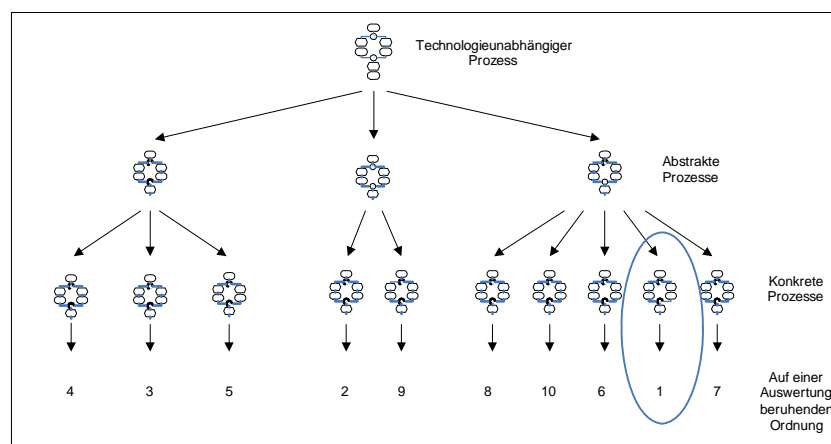 Technologieunabhängiger
Prozess
Abstrakte
Prozesse
Konkrete
Prozesse
4 3 5 2 9 8 10 6 1 7
Auf einer
Auswertung
beruhenden
Ordnung